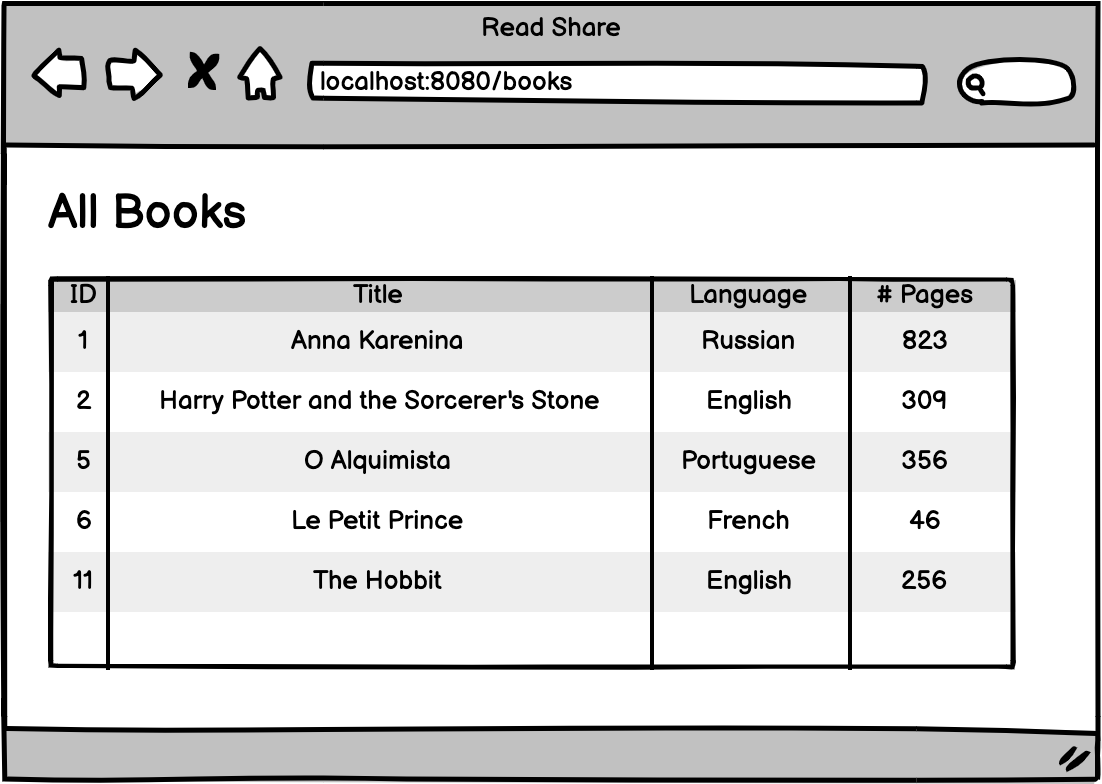 Read Share
localhost:8080/books
All Books
ID Title Language # Pages
1 Anna Karenina Russian 823
2 Harry Potter and the Sorcerer's Stone English 309
5 O Alquimista Portuguese 356
6 Le Petit Prince French 46
11 The Hobbit English 256